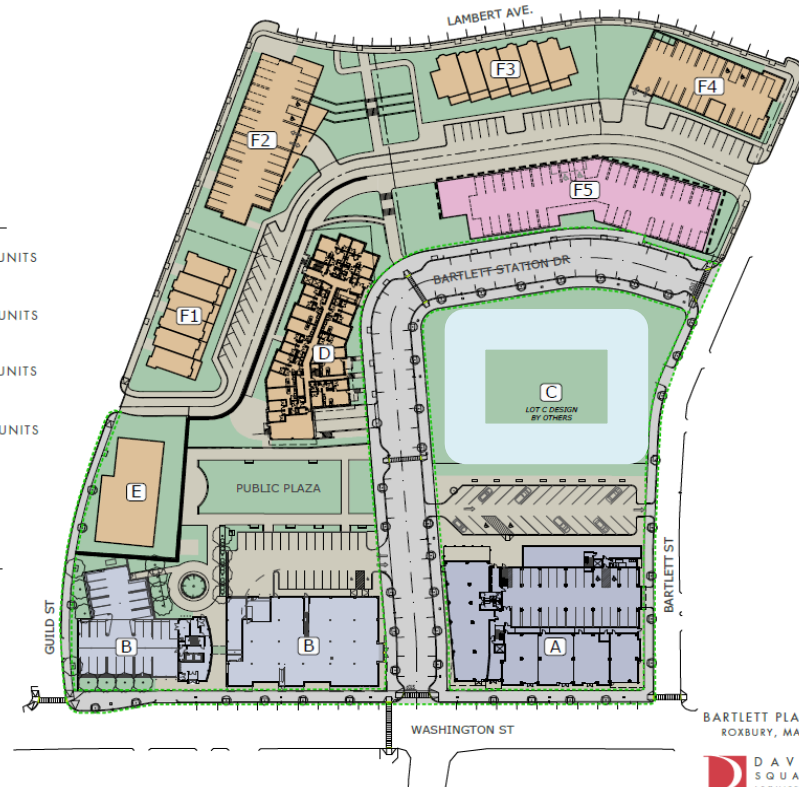 LAMBERT AVE.
F3
F4
F2
F5
UNITS
BARTLETT STATION DR
UNITS
F1
D
UNITS
C
LOT C DESIGN
BY OTHERS
UNITS
PUBLIC PLAZA
E
BARTLETT ST
GUILD ST
B
B
A
WASHINGTON ST
BARTLETT PLA
ROXBURY, MA
DAV
SQUA